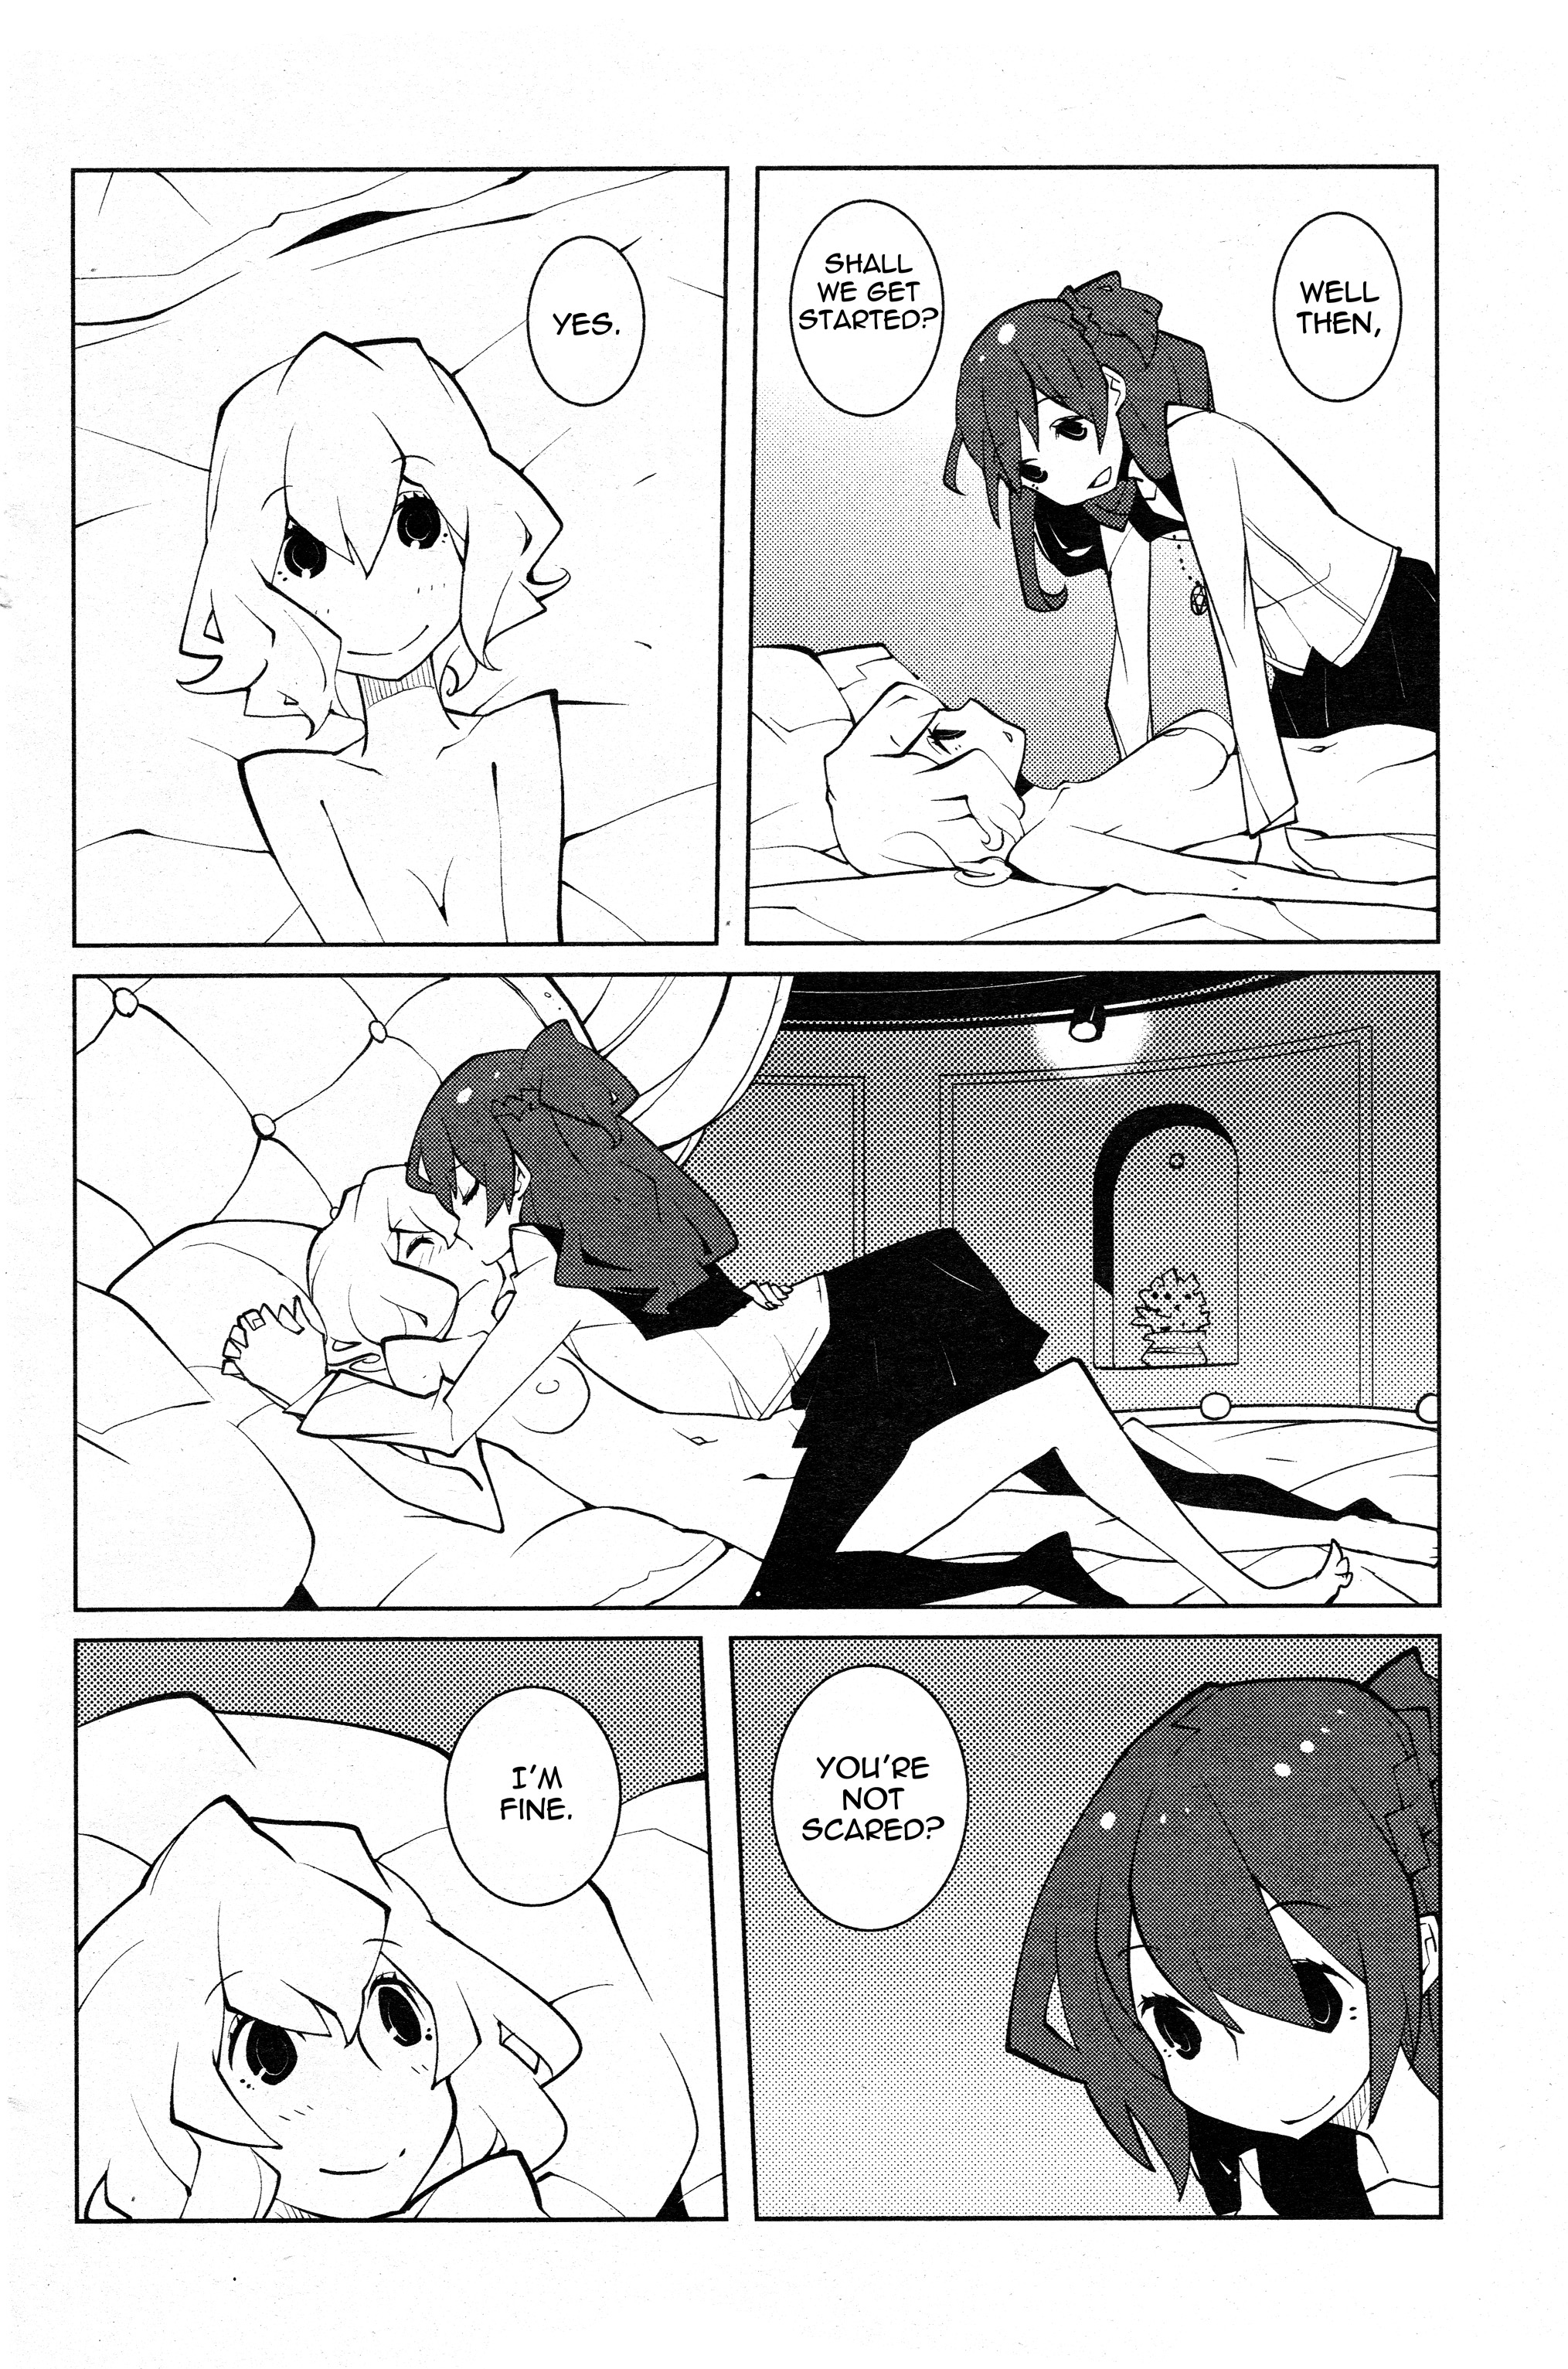 WELL
THEN,
SHALL
WE GET
STARTED?
YES.
YOU'RE
NOT
SCARED?
I'M
FINE.